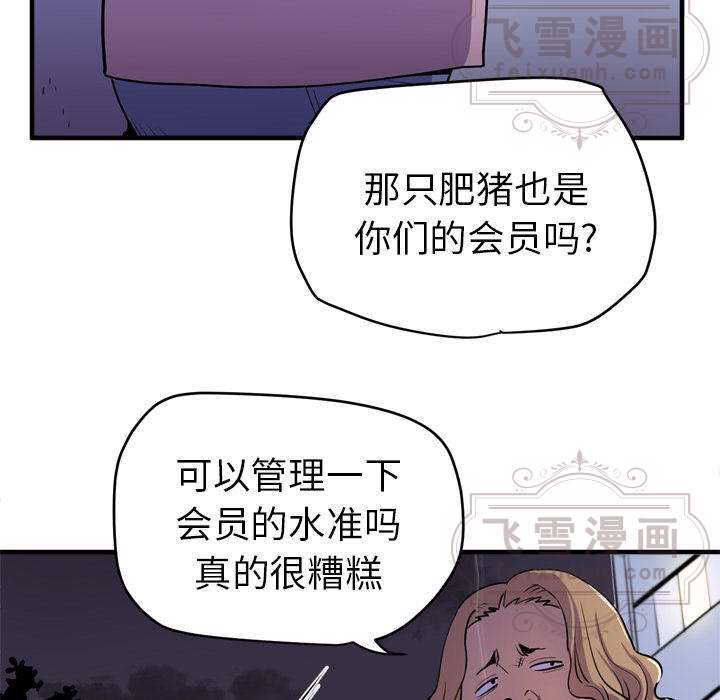 飞雪漫画
feixuemh.com
那只肥猪也是
你们的会员吗?
可以管理一下
会员的水准吗
真的很糟糕
飞雪漫画
feixuemh.com